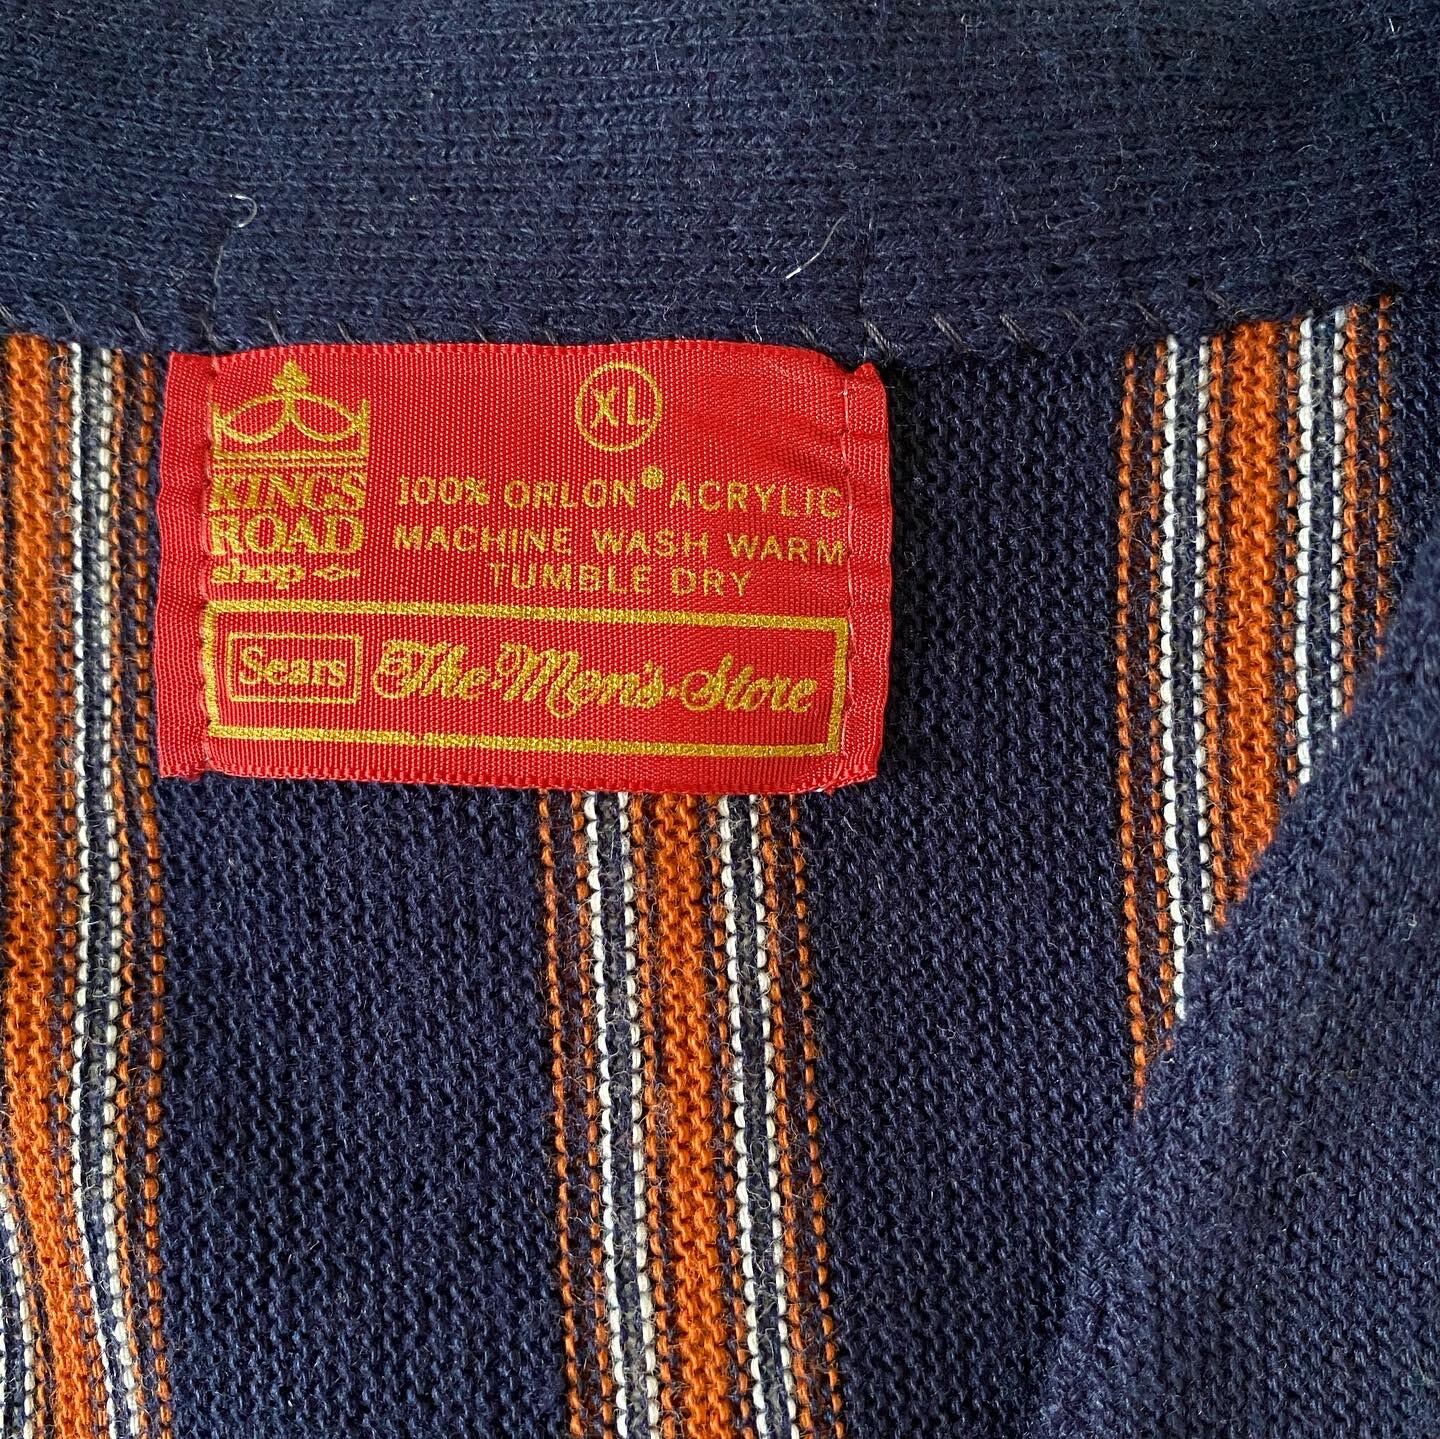 XL
KINGS
ROAD
shop
100% ORLON® ACRYLIC
MACHINE WASH WARM
TUMBLE DRY
Sears The Men's Store